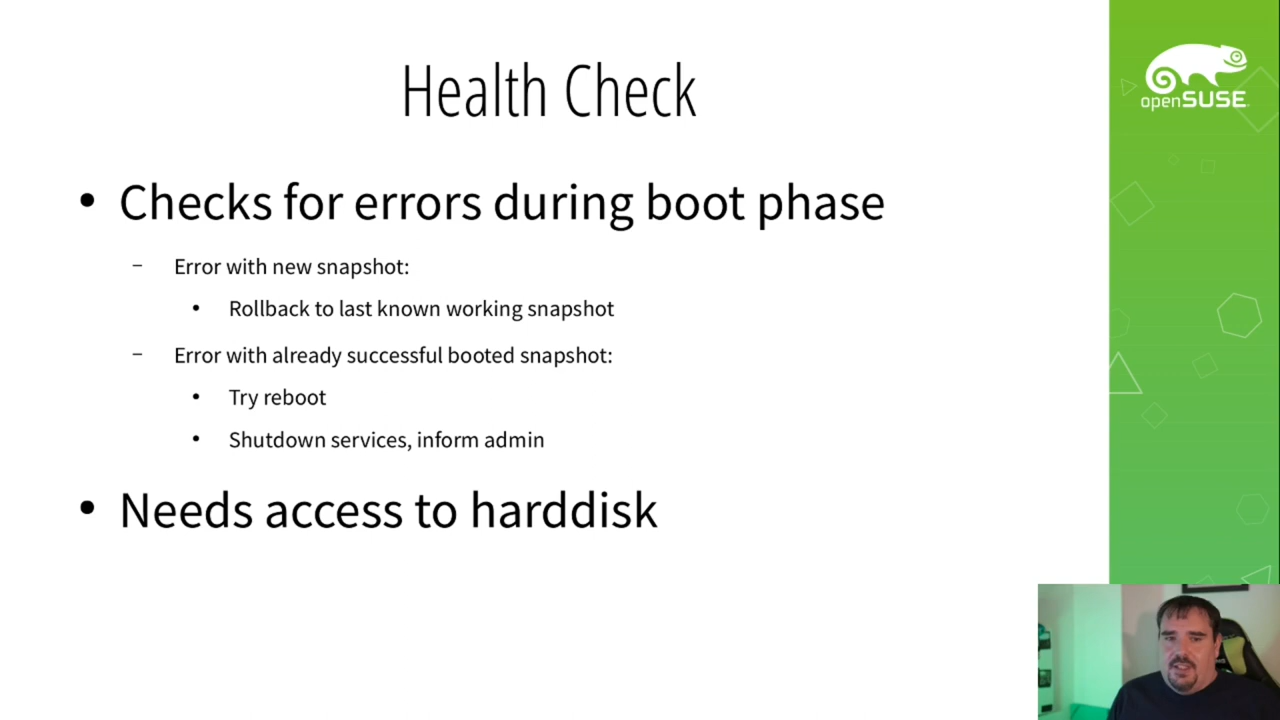 Health Check
openSUSE
• Checks for errors during boot phase
– Error with new snapshot:
• Rollback to last known working snapshot
– Error with already successful booted snapshot:
• Try reboot
• Shutdown services, inform admin
• Needs access to harddisk